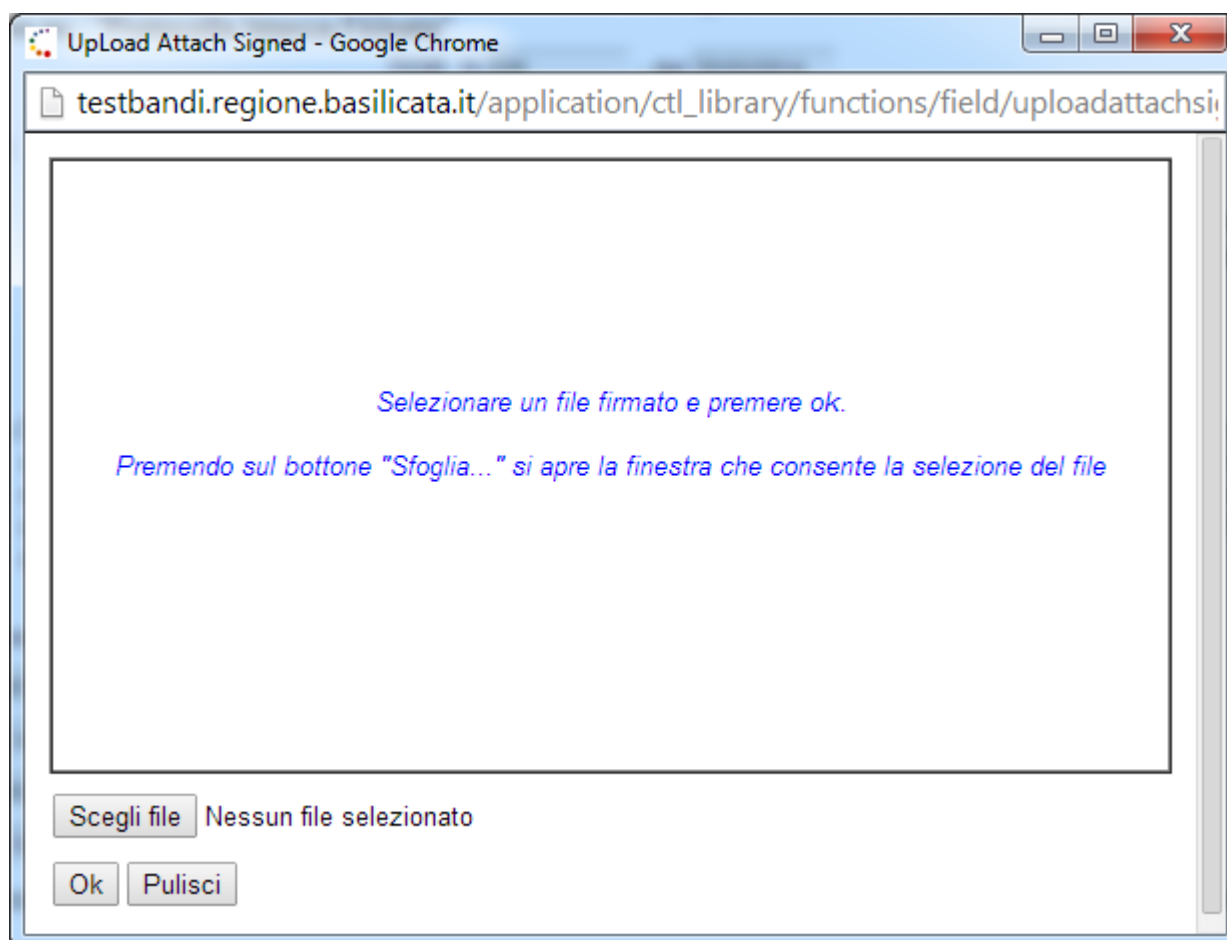 UpLoad Attach Signed - Google Chrome
testbandi.regione.basilicata.it/application/ctl_library/functions/field/uploadattachsi
Selezionare un file firmato e premere ok.
Premendo sul bottone "Sfoglia..." si apre la finestra che consente la selezione del file
Scegli file Nessun file selezionato
Ok Pulisci